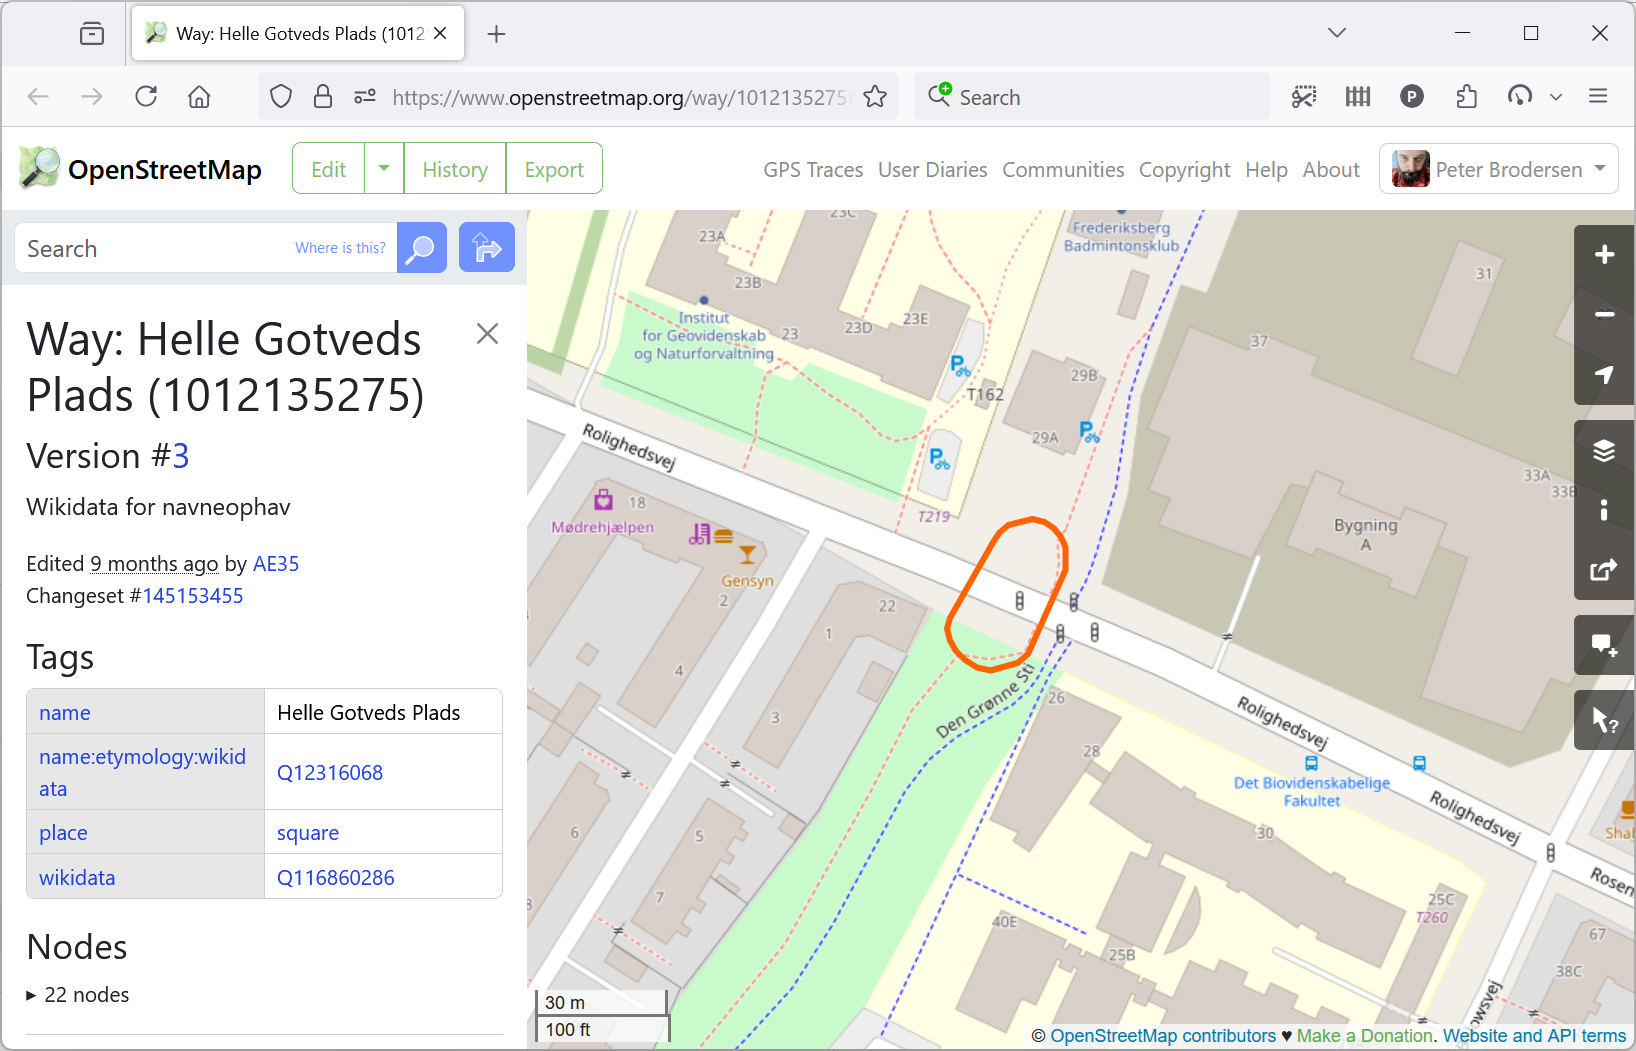 Way: Helle Gotveds Plads (1012
https://www.openstreetmap.org/way/1012135275
Search
P
OpenStreetMap
Edit
History
Export
GPS Traces
User Diaries
Communities
Copyright
Help
About
Peter Brodersen
Search
Where is this?
Way: Helle Gotveds
Plads (1012135275)
Version #3
Wikidata for navneophav
Edited 9 months ago by AE35
Changeset #145153455
Tags
name
Helle Gotveds Plads
name:etymology:wikid
ata
Q12316068
place
square
wikidata
Q116860286
Nodes
▸ 22 nodes
23C
23A
Frederiksberg
Badmintonsklub
31
23B
Institut
for Geovidenskab
og Naturforvaltning
23
23D
23E
37
P
29B
T162
29A
P
P
Rolighedsvej
33A
33B
18
Mødrehjælpen
T219
Bygning
A
Gensyn
2
22
1
4
3
Den Grønne Sti
26
Rolighedsvej
28
Det Biovidenskabelige
Fakultet
Rolighedsvej
6
5
30
7
40E
25C
T260
25B
67
38C
30 m
100 ft
© OpenStreetMap contributors ♥ Make a Donation. Website and API terms